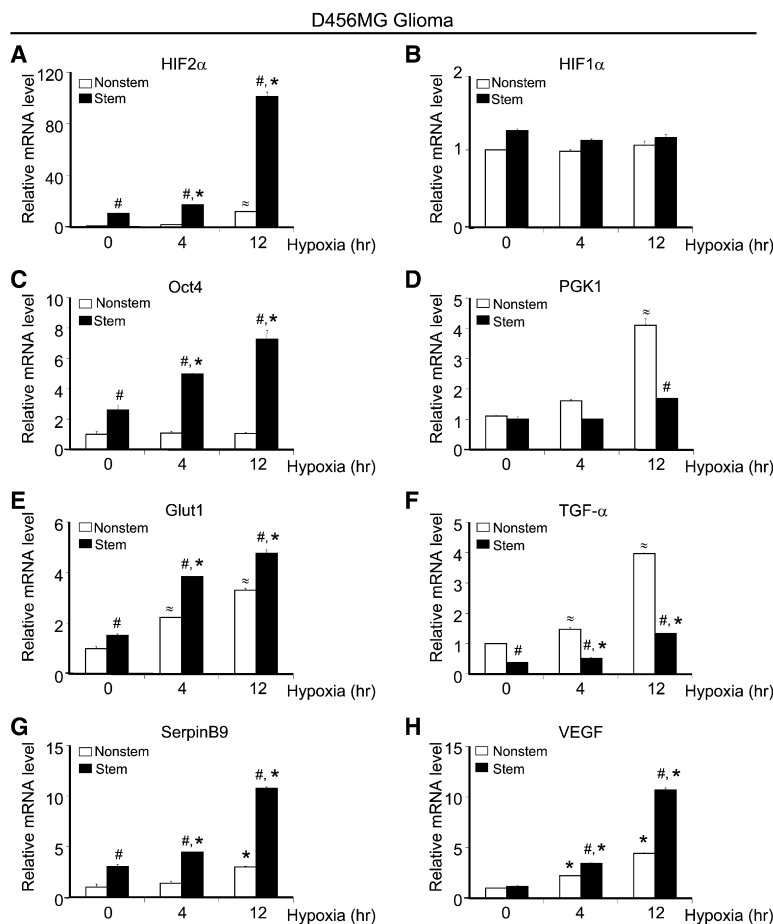 D456MG Glioma
A
HIF2α
Relative mRNA level
120
80
40
0
Nonstem
Stem
#
#, *
≈
#, *
0 4 12 Hypoxia (hr)
B
HIF1α
Relative mRNA level
2
1
0
Nonstem
Stem
0 4 12 Hypoxia (hr)
C
Oct4
Relative mRNA level
10
8
6
4
2
0
Nonstem
Stem
#
#, *
#, *
0 4 12 Hypoxia (hr)
D
PGK1
Relative mRNA level
5
4
3
2
1
0
Nonstem
Stem
≈
#
0 4 12 Hypoxia (hr)
E
Glut1
Relative mRNA level
6
4
2
0
Nonstem
Stem
#
≈
#, *
≈
#, *
0 4 12 Hypoxia (hr)
F
TGF-α
Relative mRNA level
5
4
3
2
1
0
Nonstem
Stem
#
≈
#, *
≈
#, *
0 4 12 Hypoxia (hr)
G
SerpinB9
Relative mRNA level
15
10
5
0
Nonstem
Stem
#
#, *
*
#, *
0 4 12 Hypoxia (hr)
H
VEGF
Relative mRNA level
15
10
5
0
Nonstem
Stem
*
#, *
*
#, *
0 4 12 Hypoxia (hr)